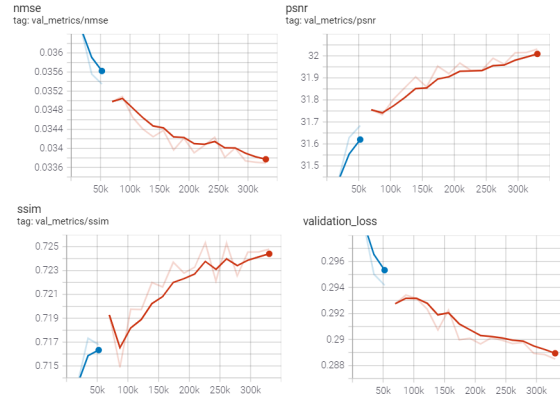 nmse
tag: val_metrics/nmse
0.036
0.0356
0.0352
0.0348
0.0344
0.034
0.0336
50k 100k 150k 200k 250k 300k
psnr
tag: val_metrics/psnr
32
31.9
31.8
31.7
31.6
31.5
50k 100k 150k 200k 250k 300k
ssim
tag: val_metrics/ssim
0.725
0.723
0.721
0.719
0.717
0.715
50k 100k 150k 200k 250k 300k
validation_loss
0.296
0.294
0.292
0.29
0.288
50k 100k 150k 200k 250k 300k